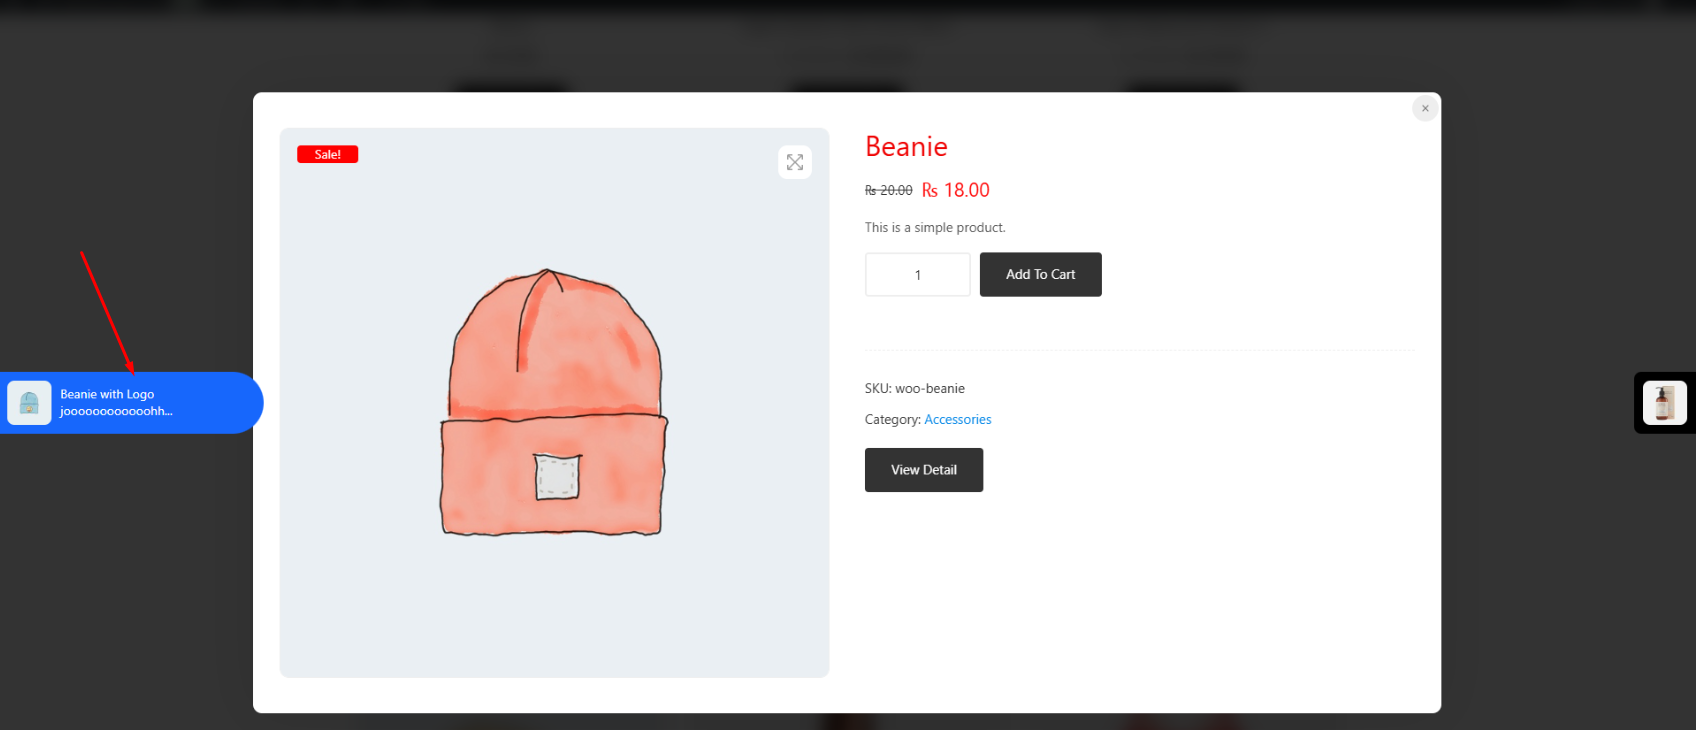 Sale!
Beanie
₨ 20.00 ₨ 18.00
This is a simple product.
1
Add To Cart
Beanie with Logo
joooooooooooohh...
SKU: woo-beanie
Category: Accessories
View Detail